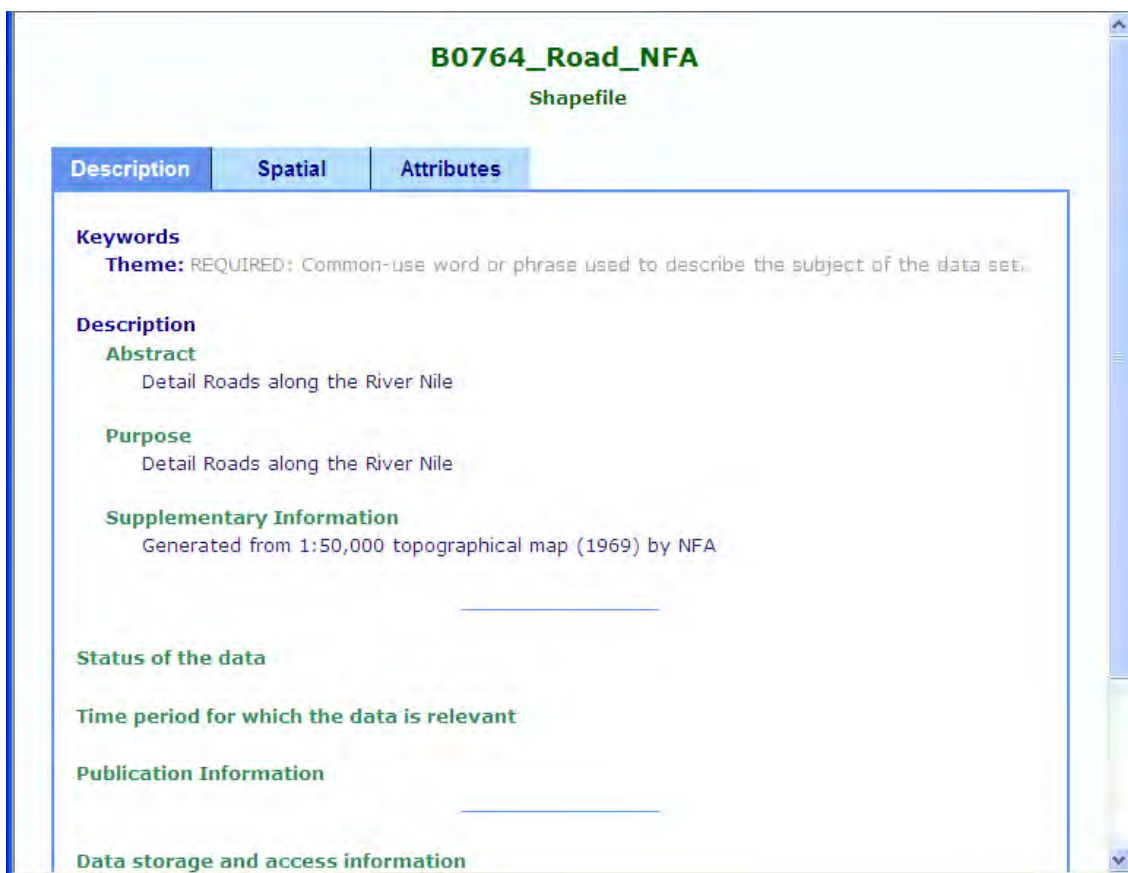 B0764_Road_NFA
Shapefile
Description Spatial Attributes
Keywords
Theme: REQUIRED: Common-use word or phrase used to describe the subject of the data set.
Description
Abstract
Detail Roads along the River Nile
Purpose
Detail Roads along the River Nile
Supplementary Information
Generated from 1:50,000 topographical map (1969) by NFA
Status of the data
Time period for which the data is relevant
Publication Information
Data storage and access information